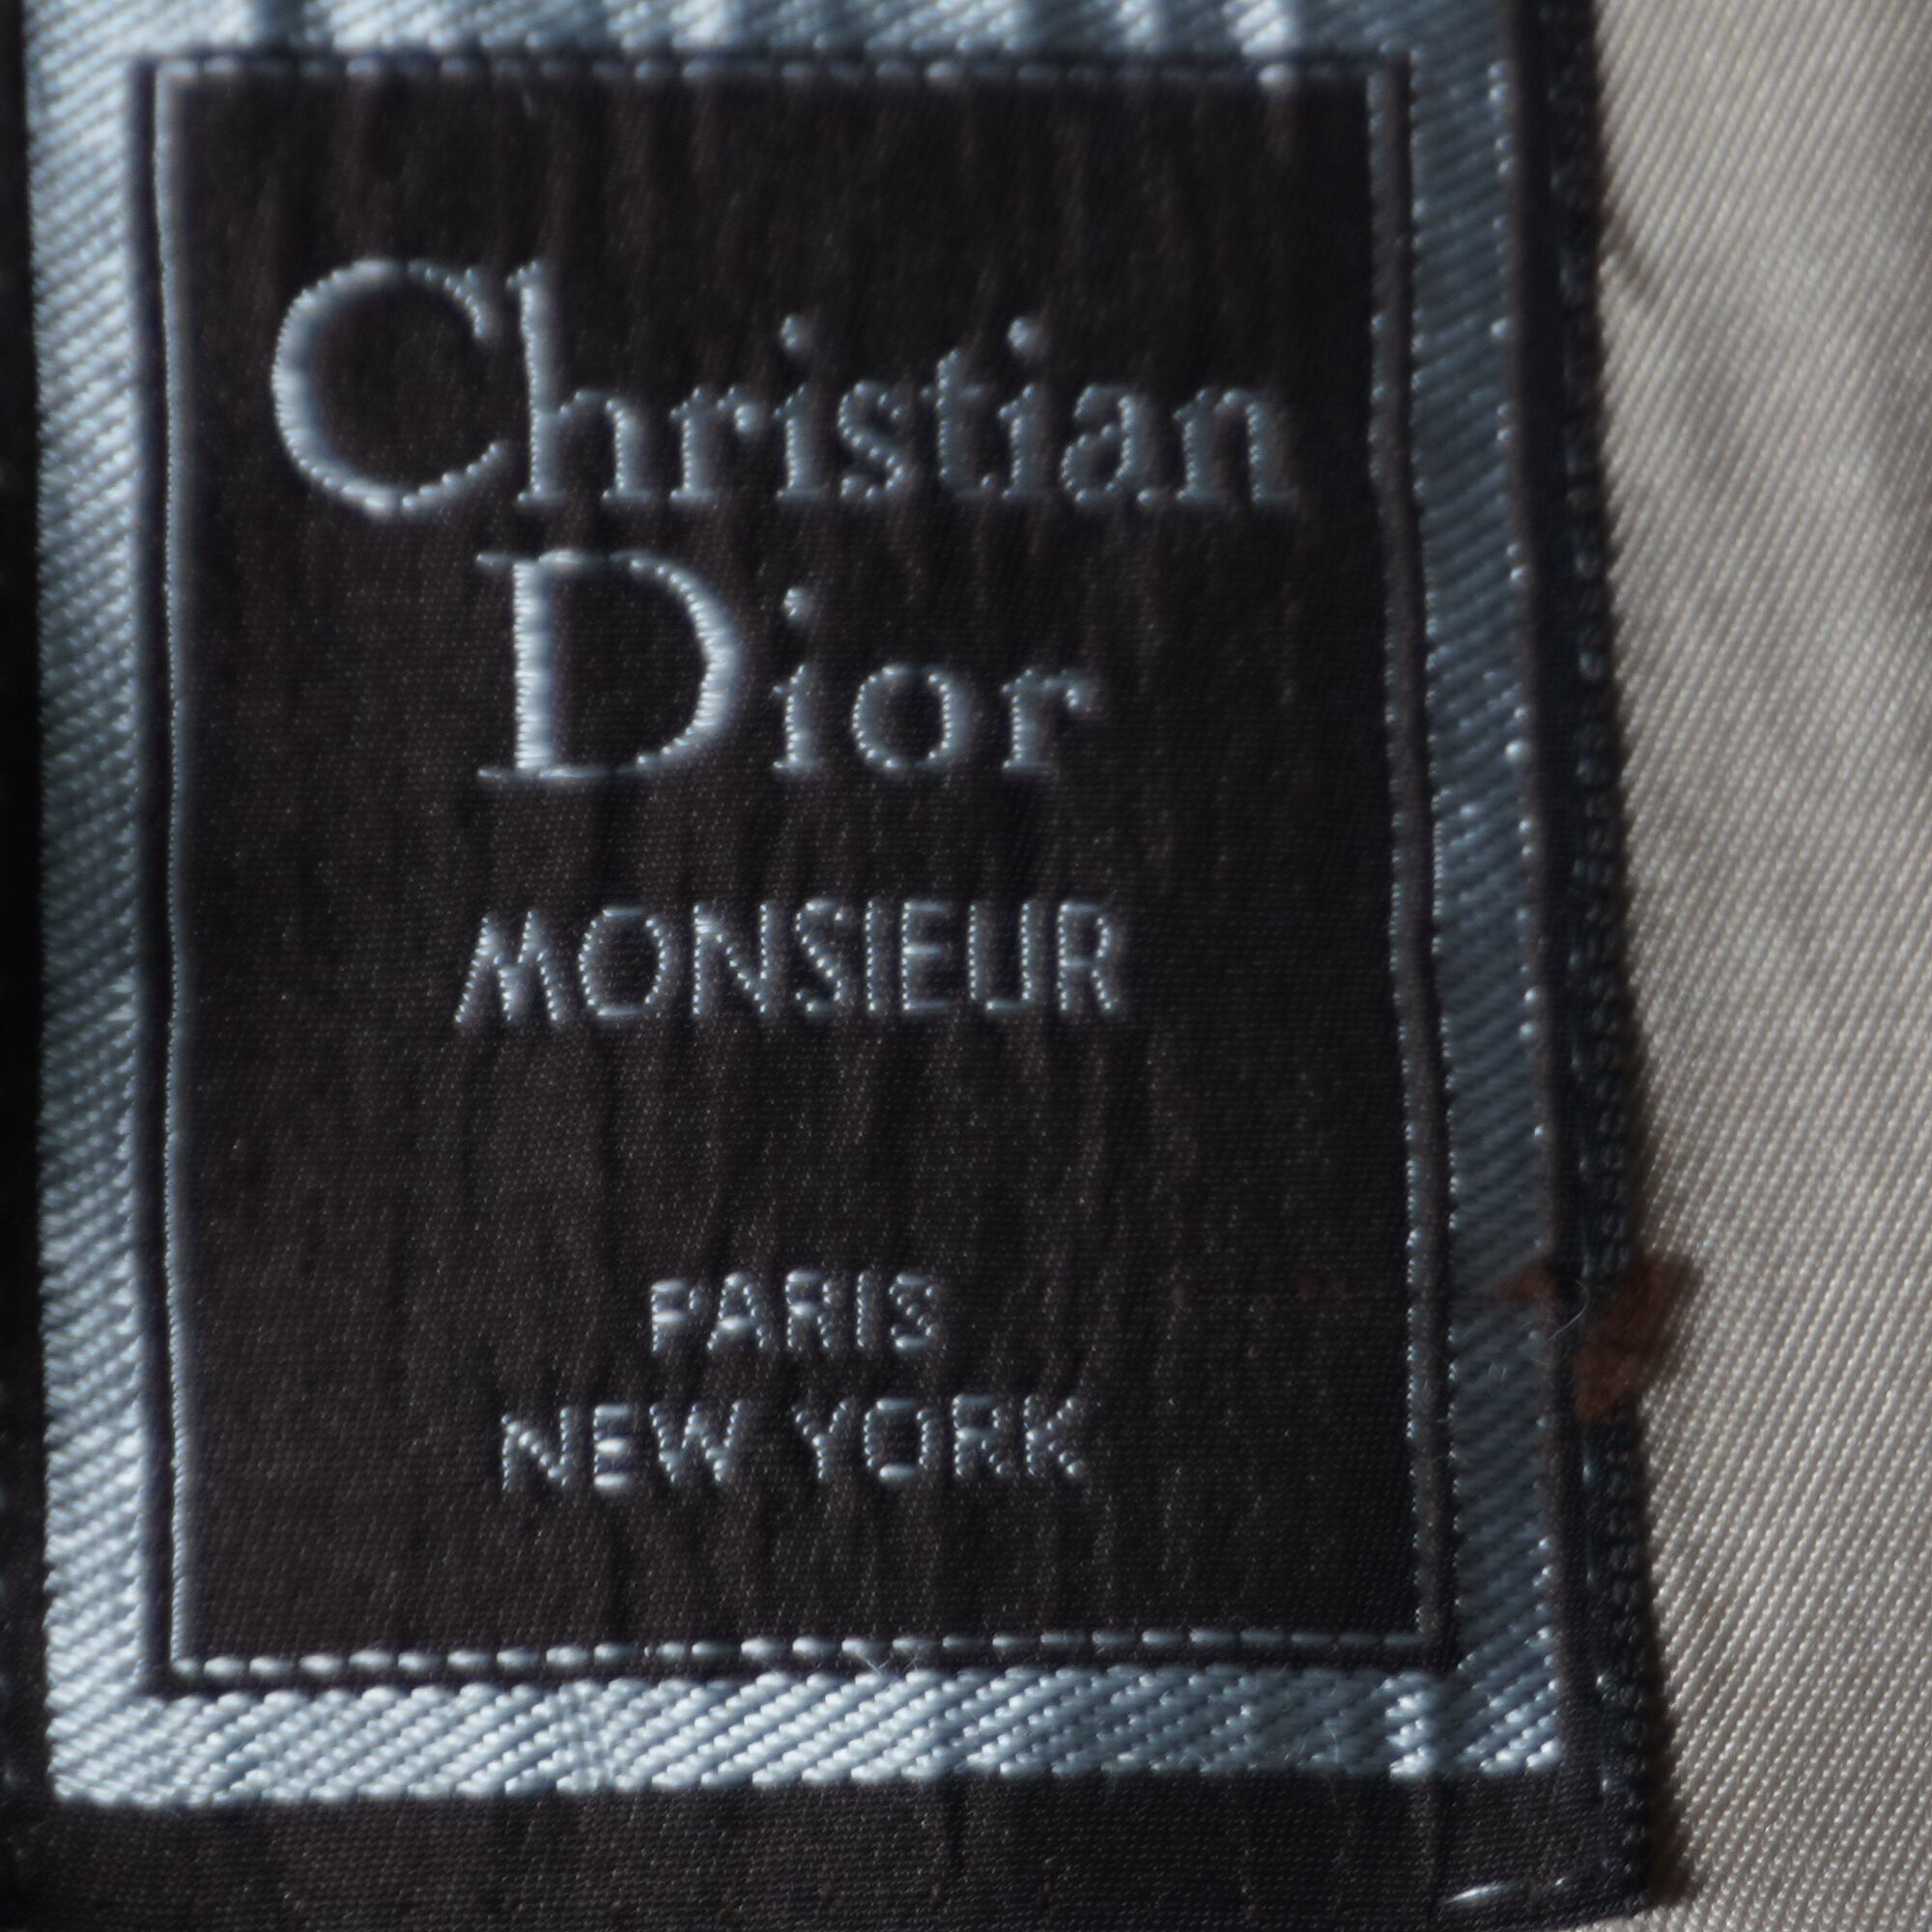 Christian
Dior
MONSIEUR
PARIS
NEW YORK